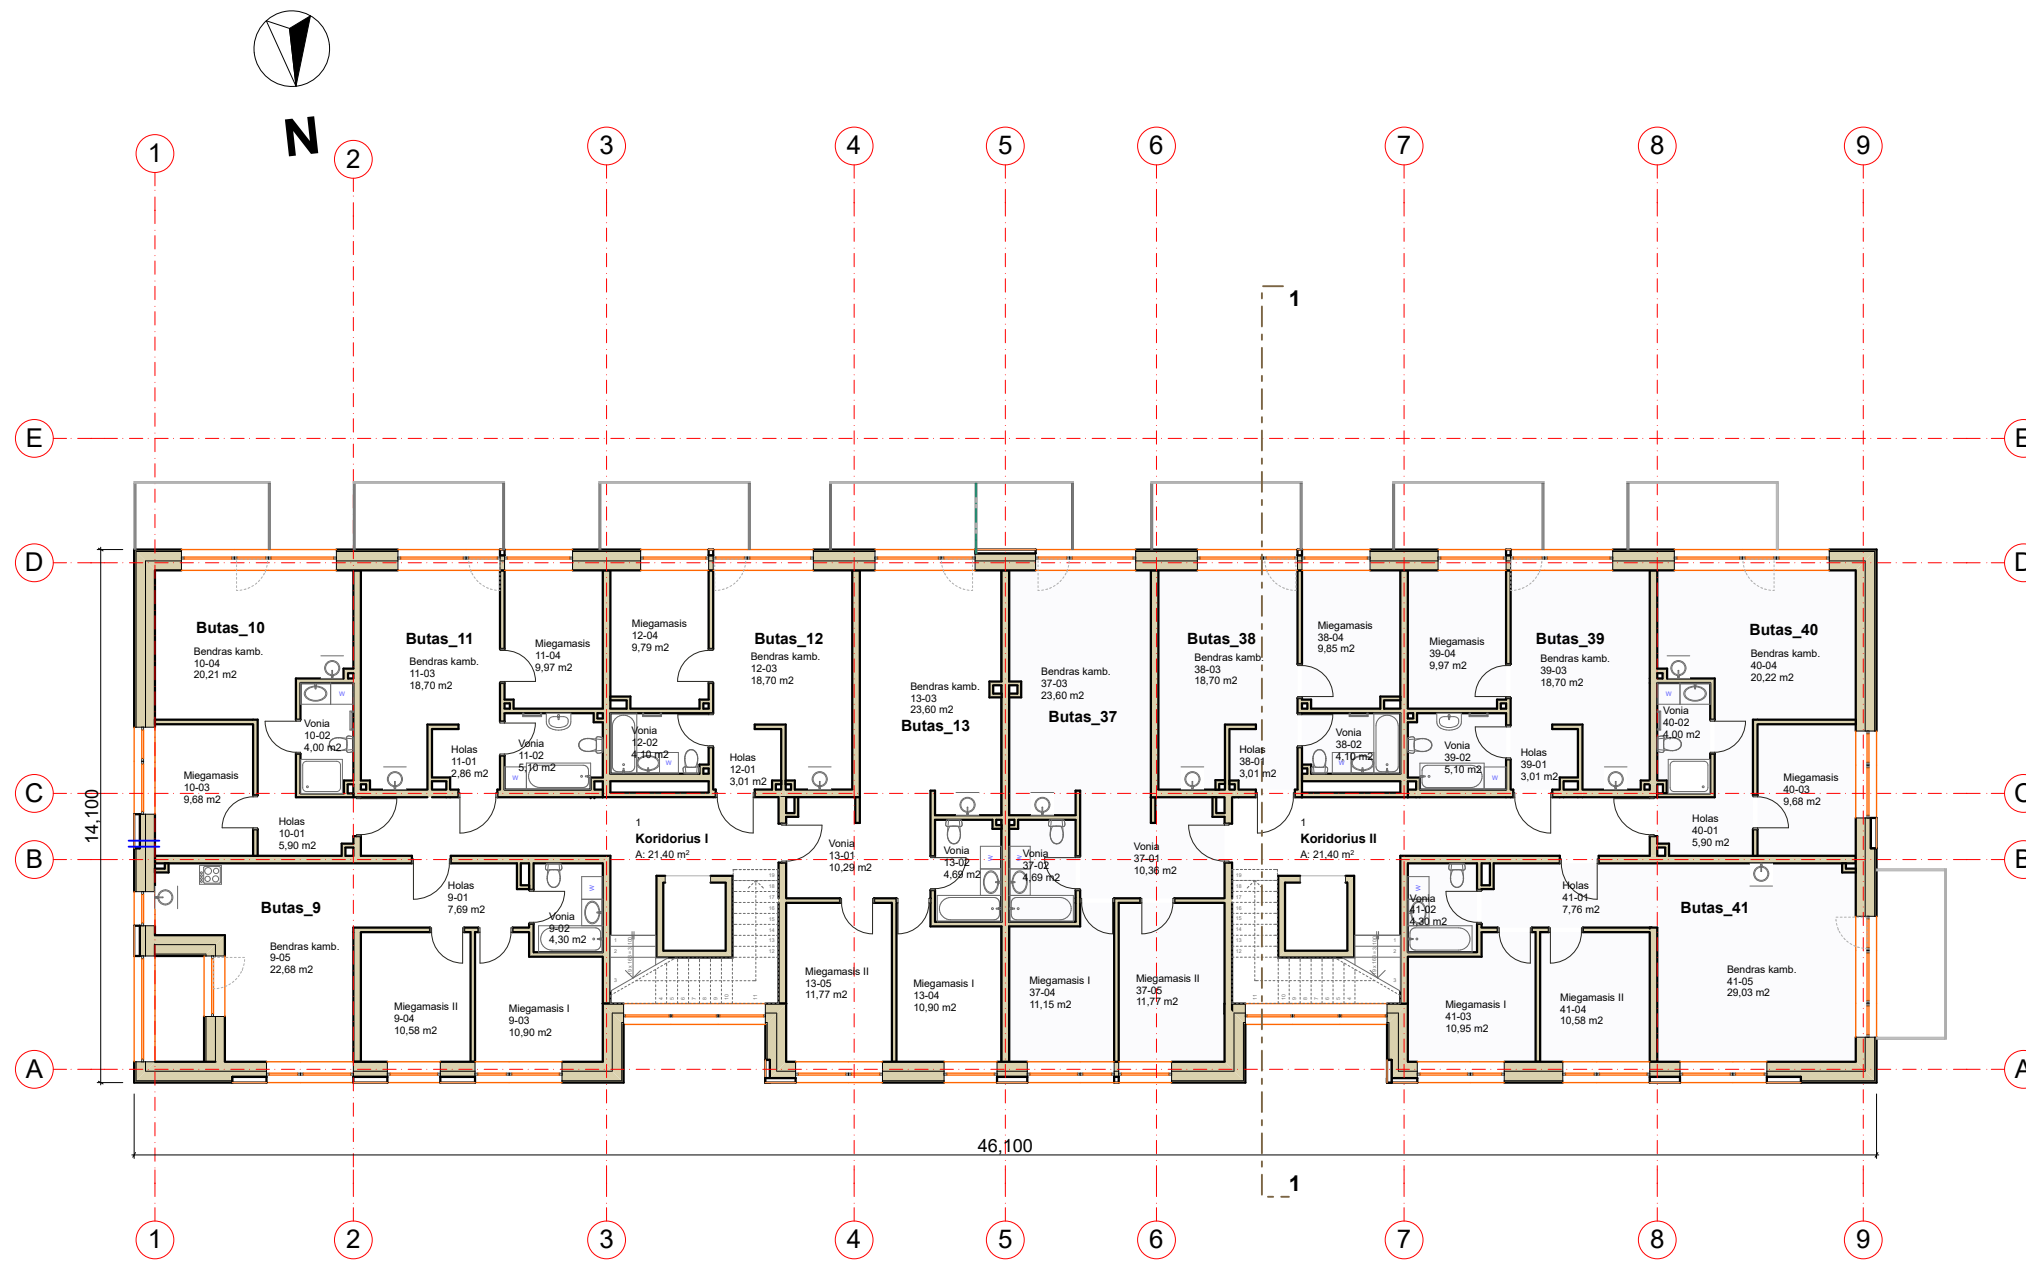 N
1
2
3
4
5
6
7
8
9
1
E
E
D
D
Butas_10
Bendras kamb.
10-04
20,21 m2
Butas_11
Bendras kamb.
11-03
18,70 m2
Miegamasis
11-04
9,97 m2
Miegamasis
12-04
9,79 m2
Butas_12
Bendras kamb.
12-03
18,70 m2
Bendras kamb.
13-03
23,60 m2
Butas_13
Bendras kamb.
37-03
23,60 m2
Butas_37
Butas_38
Bendras kamb.
38-03
18,70 m2
Miegamasis
38-04
9,85 m2
Miegamasis
39-04
9,97 m2
Butas_39
Bendras kamb.
39-03
18,70 m2
Butas_40
Bendras kamb.
40-04
20,22 m2
W
Vonia
10-02
4,00 m2
Miegamasis
10-03
9,68 m2
Holas
10-01
5,90 m2
Holas
11-01
2,86 m2
Vonia
11-02
5,10 m2
W
Vonia
12-02
4,10 m2
W
Holas
12-01
3,01 m2
Holas
38-01
3,01 m2
Vonia
38-02
4,10 m2
W
Vonia
39-02
5,10 m2
W
Holas
39-01
3,01 m2
W
Vonia
40-02
4,00 m2
Miegamasis
40-03
9,68 m2
Holas
40-01
5,90 m2
C
C
14,100
1
Koridorius I
A: 21,40 m²
Vonia
13-01
10,29 m2
Vonia
13-02
4,69 m2
W
W
Vonia
37-02
4,69 m2
Vonia
37-01
10,36 m2
1
Koridorius II
A: 21,40 m²
B
B
Butas_9
Bendras kamb.
9-05
22,68 m2
Holas
9-01
7,69 m2
Vonia
9-02
4,30 m2
W
Miegamasis II
9-04
10,58 m2
Miegamasis I
9-03
10,90 m2
Miegamasis II
13-05
11,77 m2
Miegamasis I
13-04
10,90 m2
Miegamasis I
37-04
11,15 m2
Miegamasis II
37-05
11,77 m2
W
Vonia
41-02
4,30 m2
Holas
41-01
7,76 m2
Butas_41
Bendras kamb.
41-05
29,03 m2
Miegamasis I
41-03
10,95 m2
Miegamasis II
41-04
10,58 m2
A
A
46,100
1
1
2
3
4
5
6
7
8
9